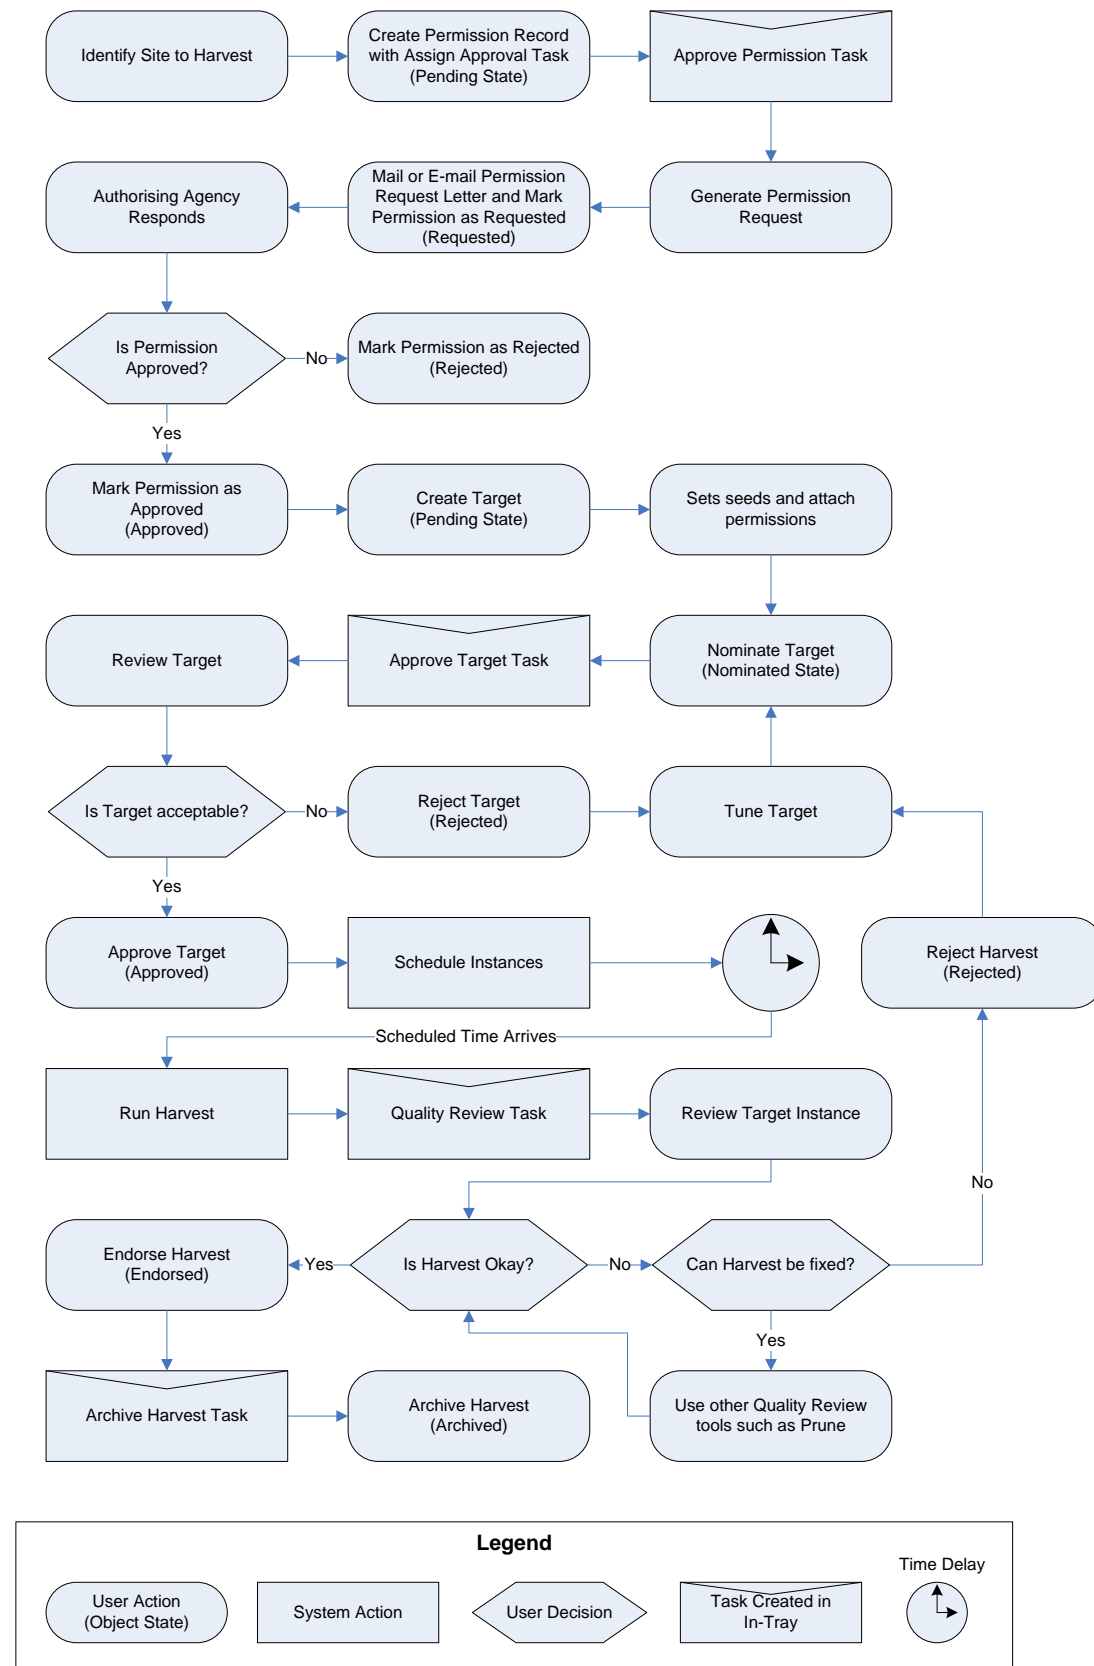 Identify Site to Harvest
Create Permission Record
with Assign Approval Task
(Pending State)
Approve Permission Task
Authorising Agency
Responds
Mail or E-mail Permission
Request Letter and Mark
Permission as Requested
(Requested)
Generate Permission
Request
Is Permission
Approved?
No
Mark Permission as Rejected
(Rejected)
Yes
Mark Permission as
Approved
(Approved)
Create Target
(Pending State)
Sets seeds and attach
permissions
Review Target
Approve Target Task
Nominate Target
(Nominated State)
Is Target acceptable?
No
Reject Target
(Rejected)
Tune Target
Yes
Approve Target
(Approved)
Schedule Instances
Reject Harvest
(Rejected)
Scheduled Time Arrives
Run Harvest
Quality Review Task
Review Target Instance
No
Endorse Harvest
(Endorsed)
Yes
Is Harvest Okay?
No
Can Harvest be fixed?
Yes
Archive Harvest Task
Archive Harvest
(Archived)
Use other Quality Review
tools such as Prune
Legend
User Action
(Object State)
System Action
User Decision
Task Created in
In-Tray
Time Delay